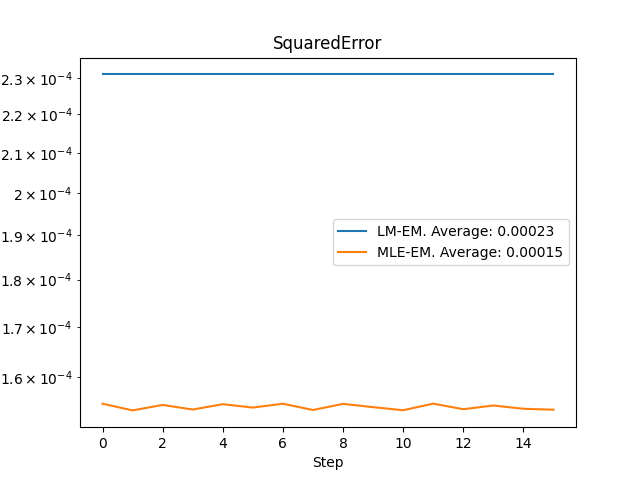 SquaredError
2.3 × 10⁻⁴
2.2 × 10⁻⁴
2.1 × 10⁻⁴
2 × 10⁻⁴
1.9 × 10⁻⁴
1.8 × 10⁻⁴
1.7 × 10⁻⁴
1.6 × 10⁻⁴
LM-EM. Average: 0.00023
MLE-EM. Average: 0.00015
0 2 4 6 8 10 12 14
Step